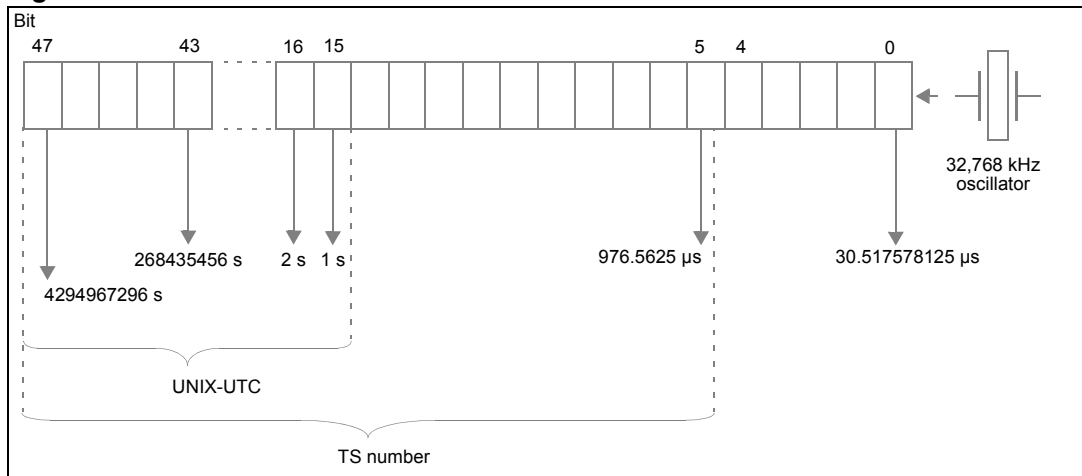 Bit
47 43 16 15 5 4 0
32,768 kHz
oscillator
268435456 s 2 s 1 s 976.5625 µs 30.517578125 µs
4294967296 s
UNIX-UTC
TS number